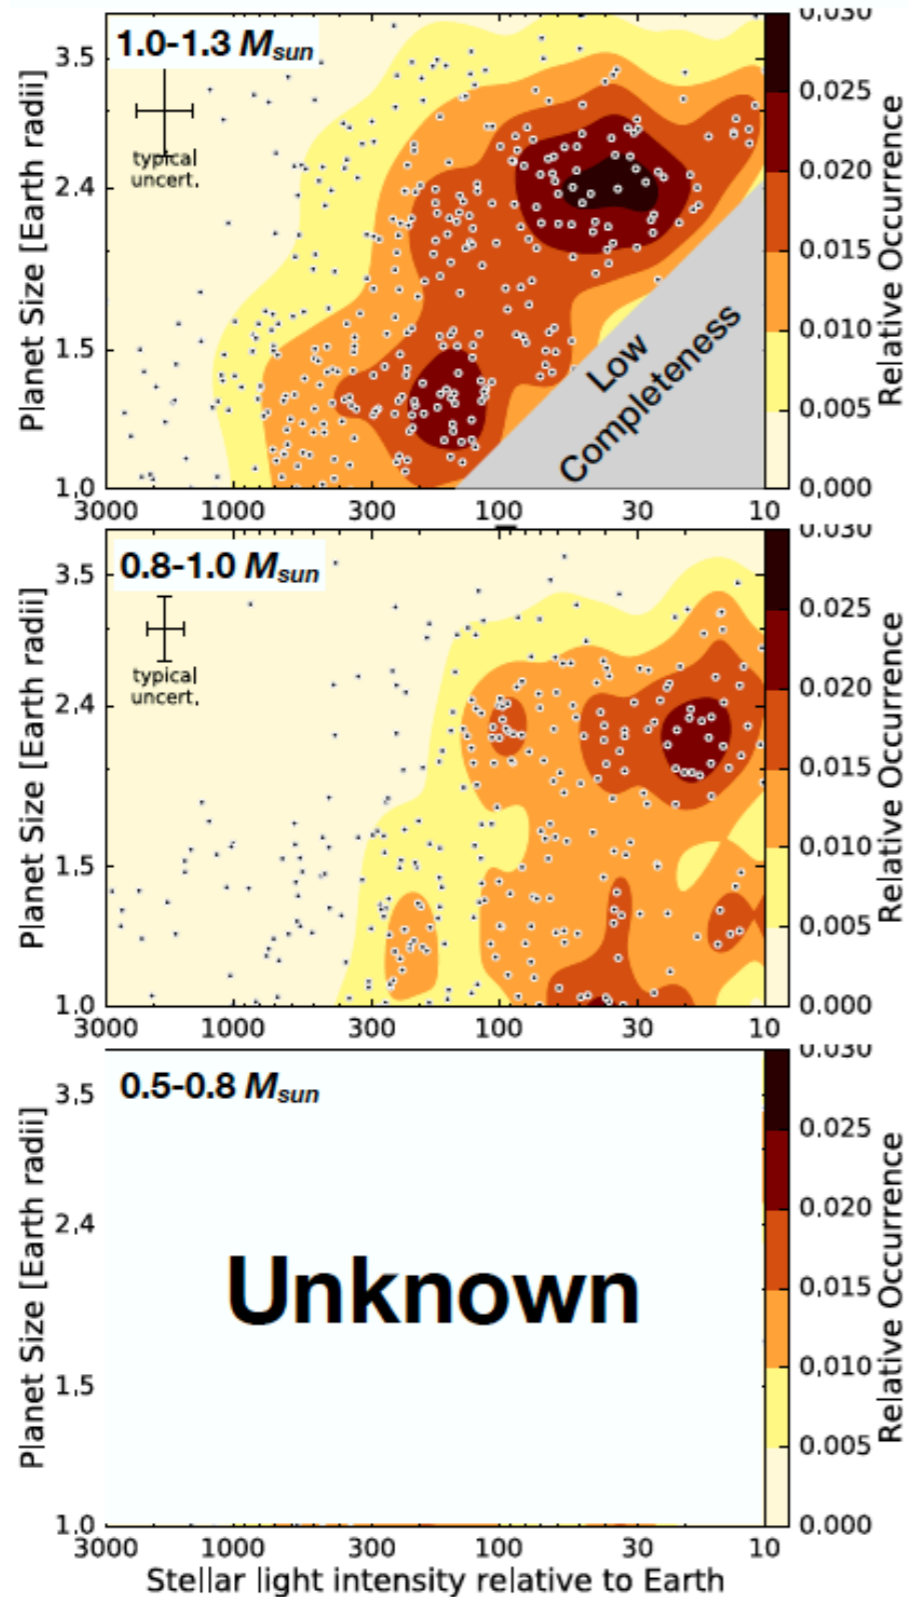 1.0-1.3 Msun
typical
uncert.
Low
Completeness
Planet Size [Earth radii]
3.5
2.4
1.5
1.0
3000 1000 300 100 30 10
0.030
0.025
0.020
0.015
0.010
0.005
0.000
Relative Occurrence
0.8-1.0 Msun
typical
uncert.
Planet Size [Earth radii]
3.5
2.4
1.5
1.0
3000 1000 300 100 30 10
0.030
0.025
0.020
0.015
0.010
0.005
0.000
Relative Occurrence
0.5-0.8 Msun
Unknown
Planet Size [Earth radii]
3.5
2.4
1.5
1.0
3000 1000 300 100 30 10
0.030
0.025
0.020
0.015
0.010
0.005
0.000
Relative Occurrence
Stellar light intensity relative to Earth